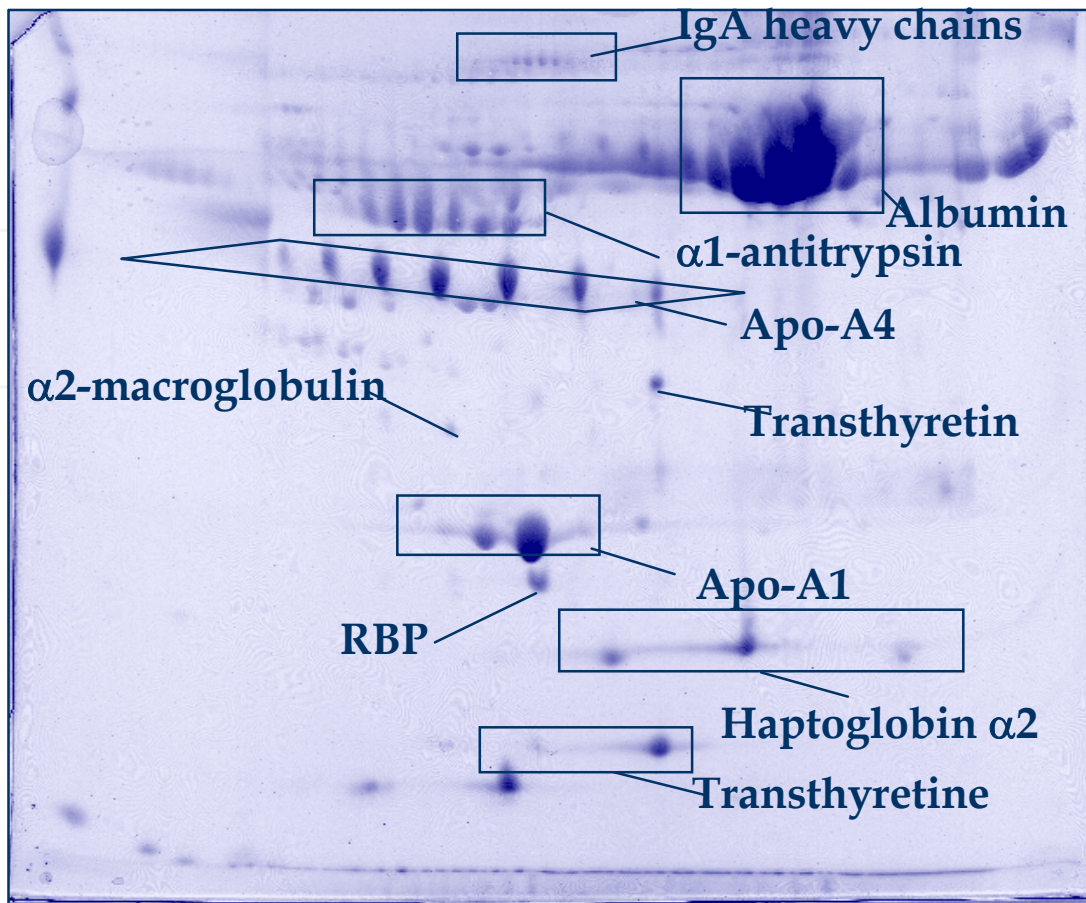 IgA heavy chains
Albumin
α1-antitrypsin
Apo-A4
α2-macroglobulin
Transthyretin
Apo-A1
RBP
Haptoglobin α2
Transthyretine